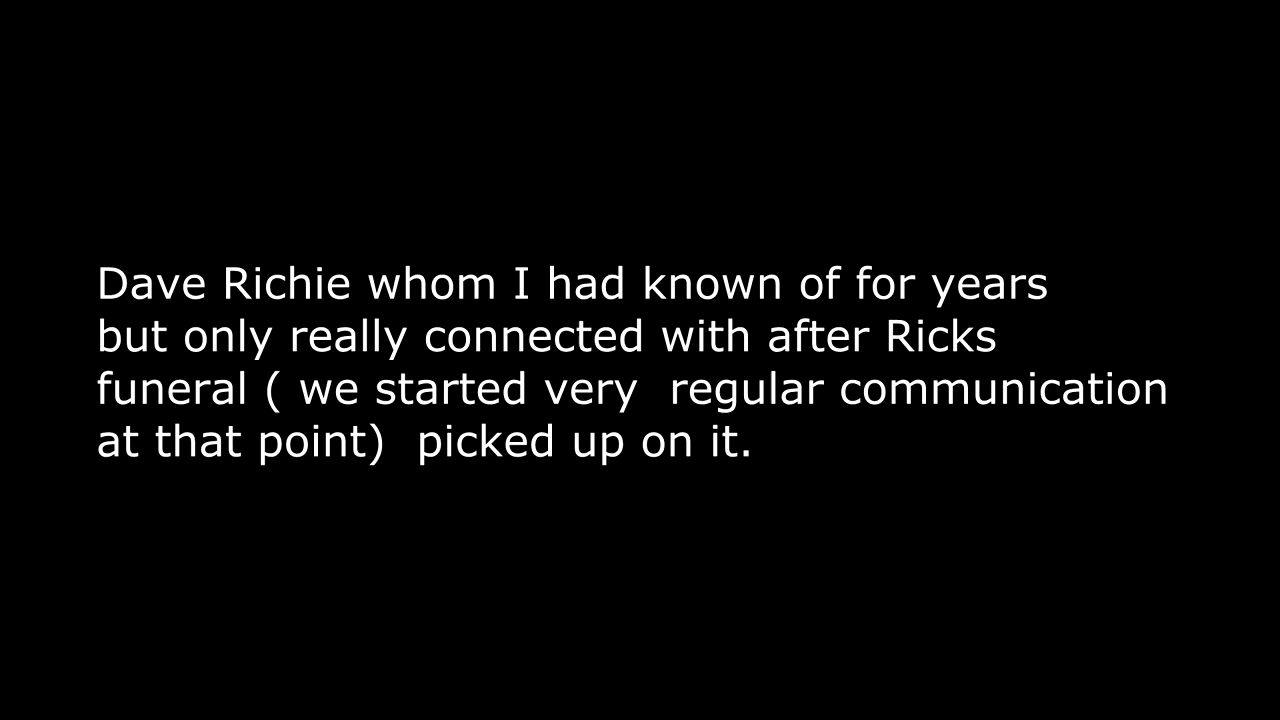 Dave Richie whom I had known of for years
but only really connected with after Ricks
funeral ( we started very  regular communication
at that point)  picked up on it.